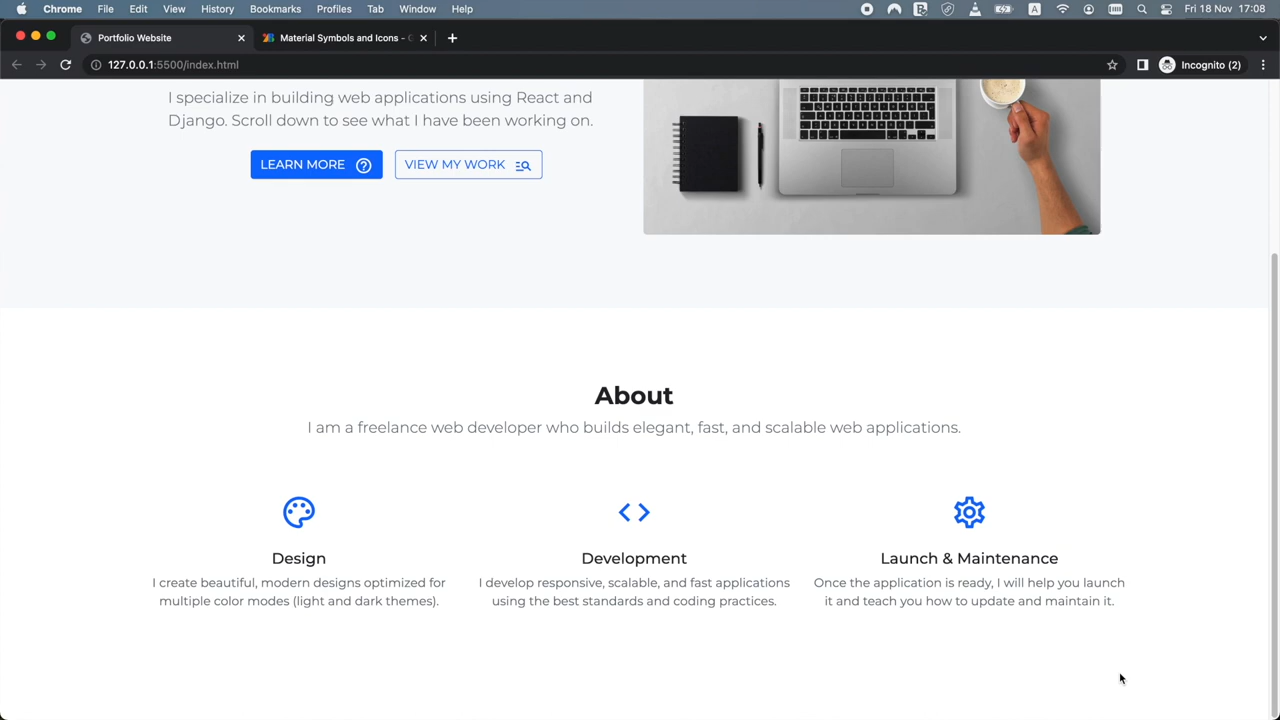 Chrome File Edit View History Bookmarks Profiles Tab Window Help A Fri 18 Nov 17:08
Portfolio Website Material Symbols and Icons -
127.0.0.1:5500/index.html Incognito (2)
I specialize in building web applications using React and
Django. Scroll down to see what I have been working on.
LEARN MORE VIEW MY WORK
About
I am a freelance web developer who builds elegant, fast, and scalable web applications.
Design Development Launch & Maintenance
I create beautiful, modern designs optimized for
multiple color modes (light and dark themes).
I develop responsive, scalable, and fast applications
using the best standards and coding practices.
Once the application is ready, I will help you launch
it and teach you how to update and maintain it.